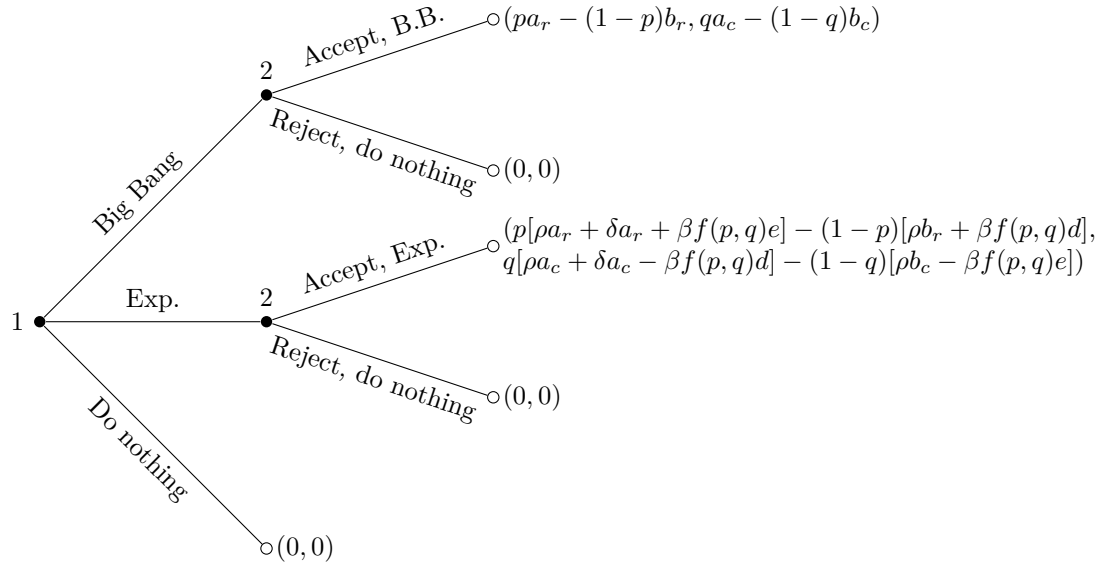 Accept, B.B.
(pa_r − (1 − p)b_r, qa_c − (1 − q)b_c)
2
Reject, do nothing
(0, 0)
Big Bang
Accept, Exp.
(p[ρa_r + δa_r + βf(p, q)e] − (1 − p)[ρb_r + βf(p, q)d],
q[ρa_c + δa_c − βf(p, q)d] − (1 − q)[ρb_c − βf(p, q)e])
1
Exp.
2
Reject, do nothing
(0, 0)
Do nothing
(0, 0)